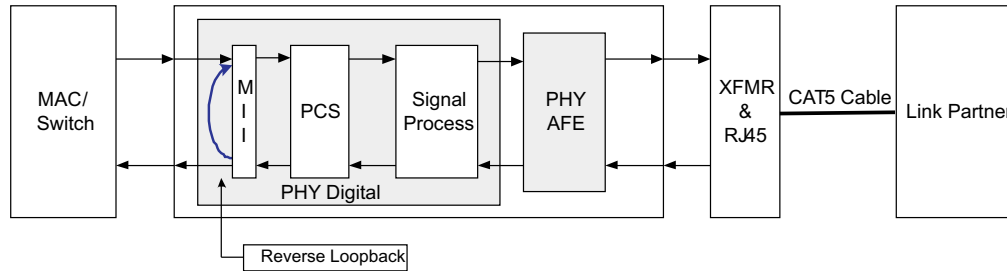 MAC/
Switch
M
I
I
PCS
Signal
Process
PHY Digital
PHY
AFE
XFMR
&
RJ45
CAT5 Cable
Link Partner
Reverse Loopback